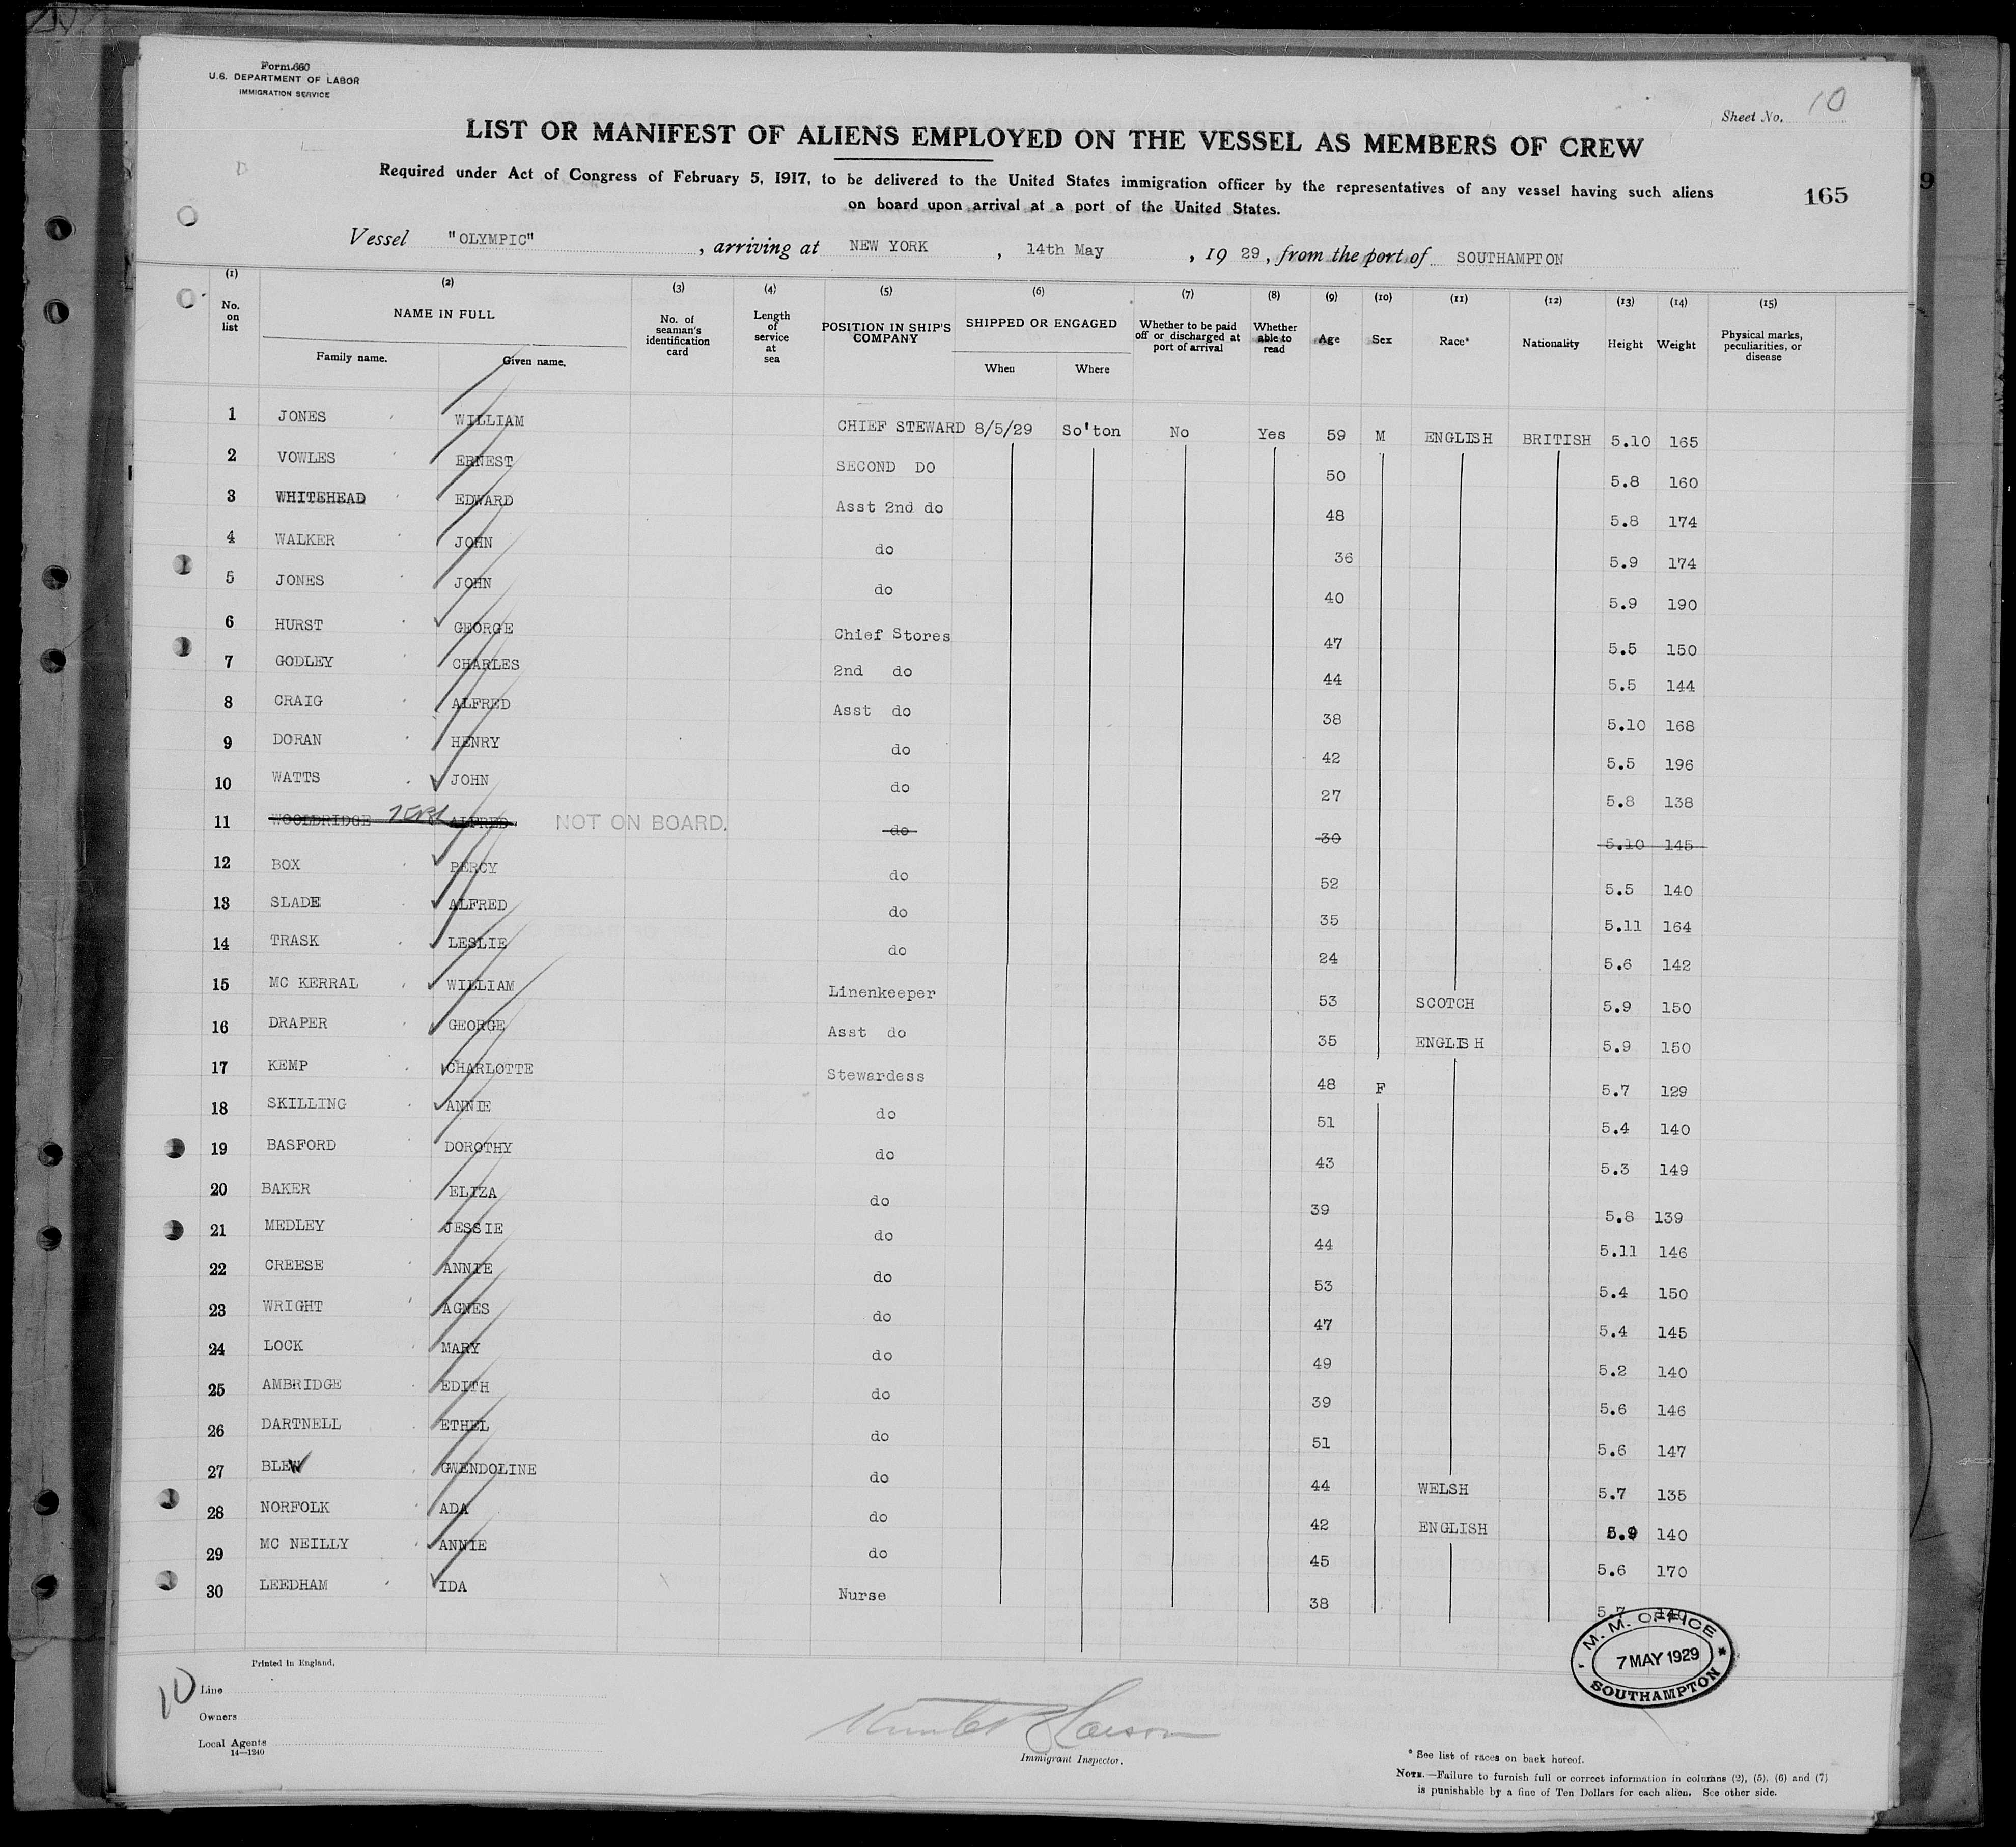 Form 660
U.S. DEPARTMENT OF LABOR
IMMIGRATION SERVICE
Sheet No. 10
LIST OR MANIFEST OF ALIENS EMPLOYED ON THE VESSEL AS MEMBERS OF CREW
Required under Act of Congress of February 5, 1917, to be delivered to the United States immigration officer by the representatives of any vessel having such aliens
on board upon arrival at a port of the United States.
165
9
Vessel "OLYMPIC", arriving at NEW YORK, 14th May, 19 29, from the port of SOUTHAMPTON
(1) (2) (3) (4) (5) (6) (7) (8) (9) (10) (11) (12) (13) (14) (15)
No. on list NAME IN FULL Family name. Given name. No. of seaman's identification card Length of service at sea POSITION IN SHIP'S COMPANY SHIPPED OR ENGAGED When Where Whether to be paid off or discharged at port of arrival Whether able to read Age Sex Race* Nationality Height Weight Physical marks, peculiarities, or disease
1 JONES WILLIAM CHIEF STEWARD 8/5/29 So'ton No Yes 59 M ENGLISH BRITISH 5.10 165
2 VOWLES ERNEST SECOND DO 50 5.8 160
3 WHITEHEAD EDWARD Asst 2nd do 48 5.8 174
4 WALKER JOHN do 36 5.9 174
5 JONES JOHN do 40 5.9 190
6 HURST GEORGE Chief Stores 47 5.5 150
7 GODLEY CHARLES 2nd do 44 5.5 144
8 CRAIG ALFRED Asst do 38 5.10 168
9 DORAN HENRY do 42 5.5 196
10 WATTS JOHN do 27 5.8 138
11 WOOLDRIDGE ALFRED NOT ON BOARD. do 30 5.10 145
12 BOX PERCY do 52 5.5 140
13 SLADE ALFRED do 35 5.11 164
14 TRASK LESLIE do 24 5.6 142
15 MC KERRAL WILLIAM Linenkeeper 53 SCOTCH 5.9 150
16 DRAPER GEORGE Asst do 35 ENGLISH 5.9 150
17 KEMP CHARLOTTE Stewardess 48 F 5.7 129
18 SKILLING ANNIE do 51 5.4 140
19 BASFORD DOROTHY do 43 5.3 149
20 BAKER ELIZA do 39 5.8 139
21 MEDLEY JESSIE do 44 5.11 146
22 CREESE ANNIE do 53 5.4 150
23 WRIGHT AGNES do 47 5.4 145
24 LOCK MARY do 49 5.2 140
25 AMBRIDGE EDITH do 39 5.6 146
26 DARTNELL ETHEL do 51 5.6 147
27 BLEW GWENDOLINE do 44 WELSH 5.7 135
28 NORFOLK ADA do 42 ENGLISH 5.9 140
29 MC NEILLY ANNIE do 45 5.6 170
30 LEEDHAM IDA Nurse 38 5.7 140
M. M. OFFICE
7 MAY 1929
SOUTHAMPTON
Printed in England.
10
Line
Owners
Local Agents
14—1240
Immigrant Inspector.
* See list of races on back hereof.
NOTE.—Failure to furnish full or correct information in columns (2), (5), (6) and (7)
is punishable by a fine of Ten Dollars for each alien. See other side.